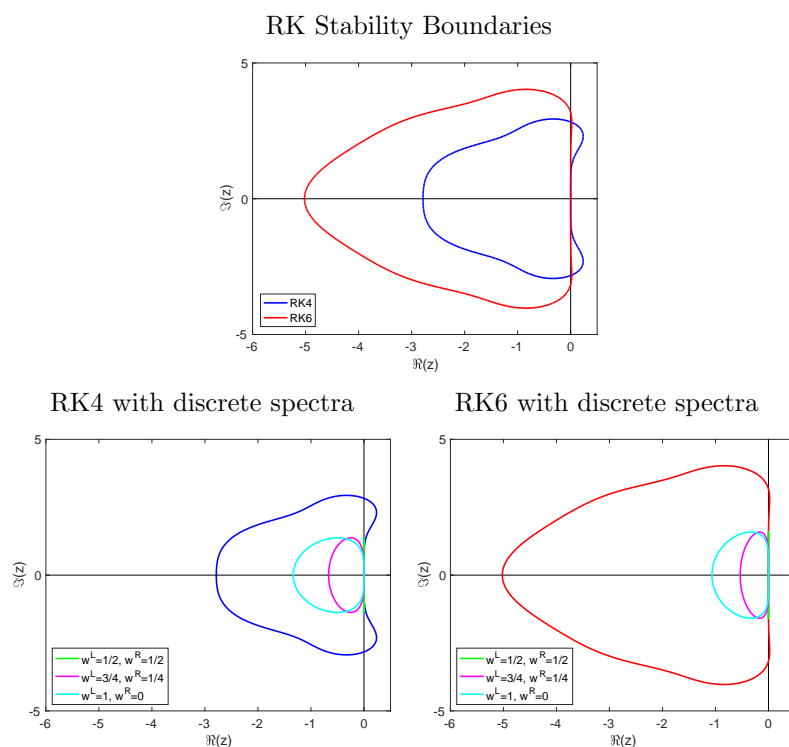 RK Stability Boundaries
5
0
-5
ℑ(z)
-6 -5 -4 -3 -2 -1 0
ℜ(z)
RK4
RK6
RK4 with discrete spectra
5
0
-5
ℑ(z)
-6 -5 -4 -3 -2 -1 0
ℜ(z)
w^L=1/2, w^R=1/2
w^L=3/4, w^R=1/4
w^L=1, w^R=0
RK6 with discrete spectra
5
0
-5
ℑ(z)
-6 -5 -4 -3 -2 -1 0
ℜ(z)
w^L=1/2, w^R=1/2
w^L=3/4, w^R=1/4
w^L=1, w^R=0